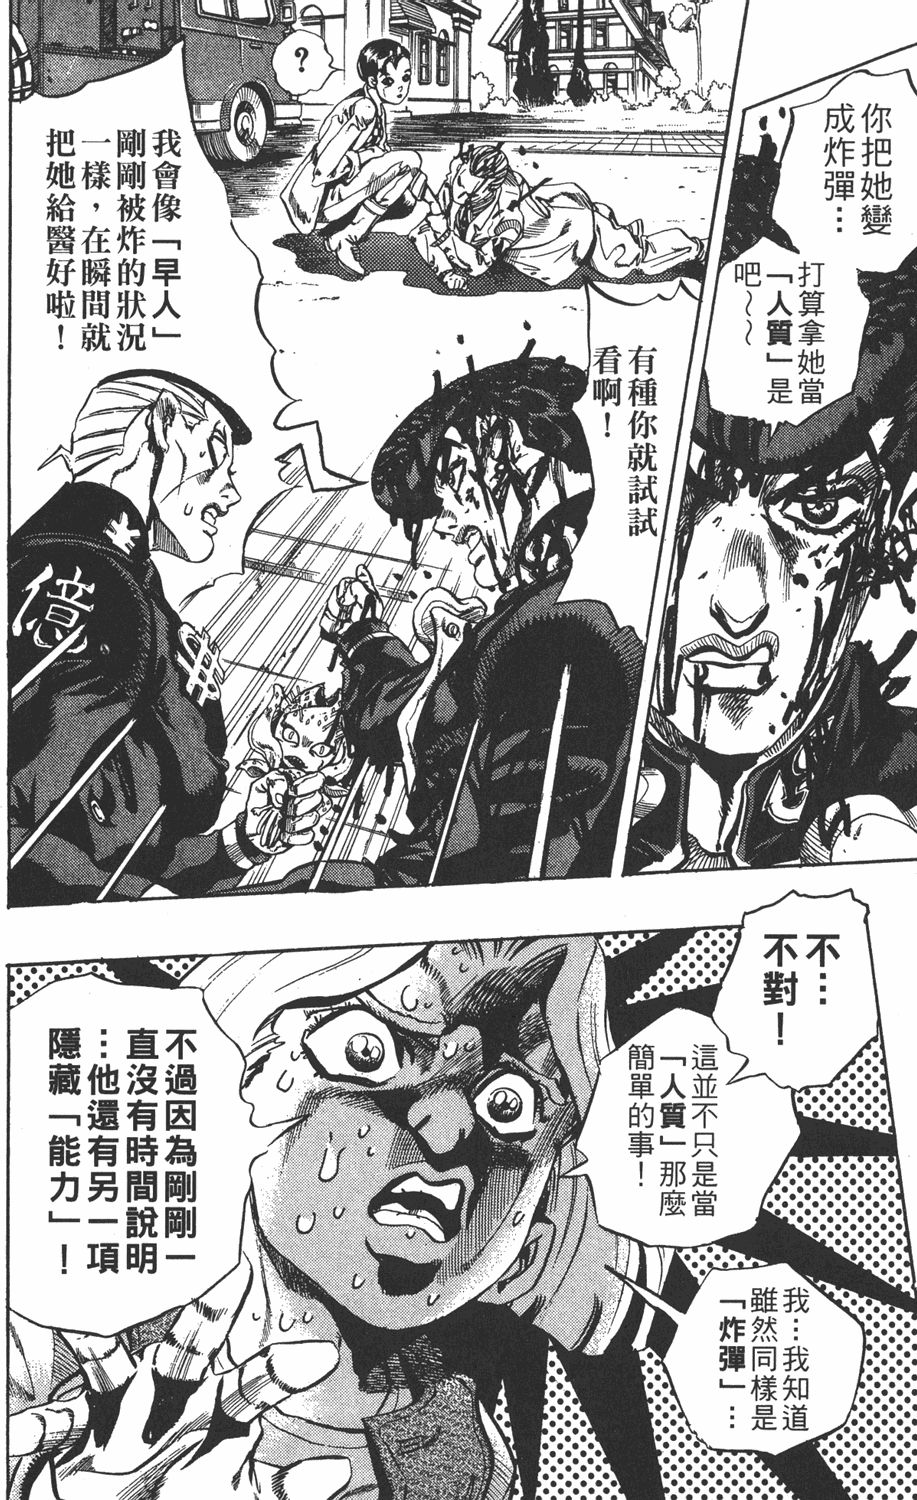 你把她變
成炸彈…
打算拿她當
「人質」是
吧～～
?
有種你就試試
看啊！
我會像「早人」
剛剛被炸的狀況
一樣，在瞬間就
把她給醫好啦！
億
不…
不對！
這並不只是當
「人質」那麼
簡單的事！
我…我知道
雖然同樣是
「炸彈」…
不過因為剛剛一
直沒有時間說明
…他還有另一項
隱藏「能力」！